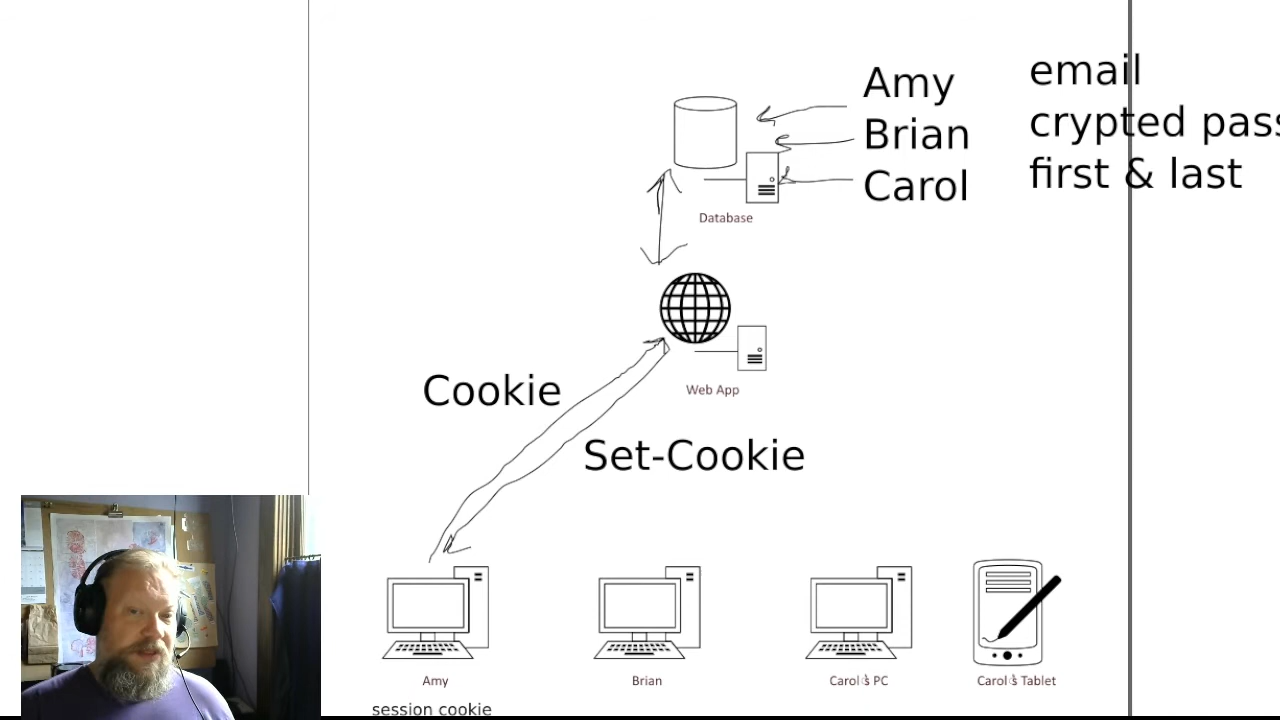 Amy
Brian
Carol
email
crypted pass
first & last
Database
Web App
Cookie
Set-Cookie
Amy
Brian
Carol's PC
Carol's Tablet
session cookie